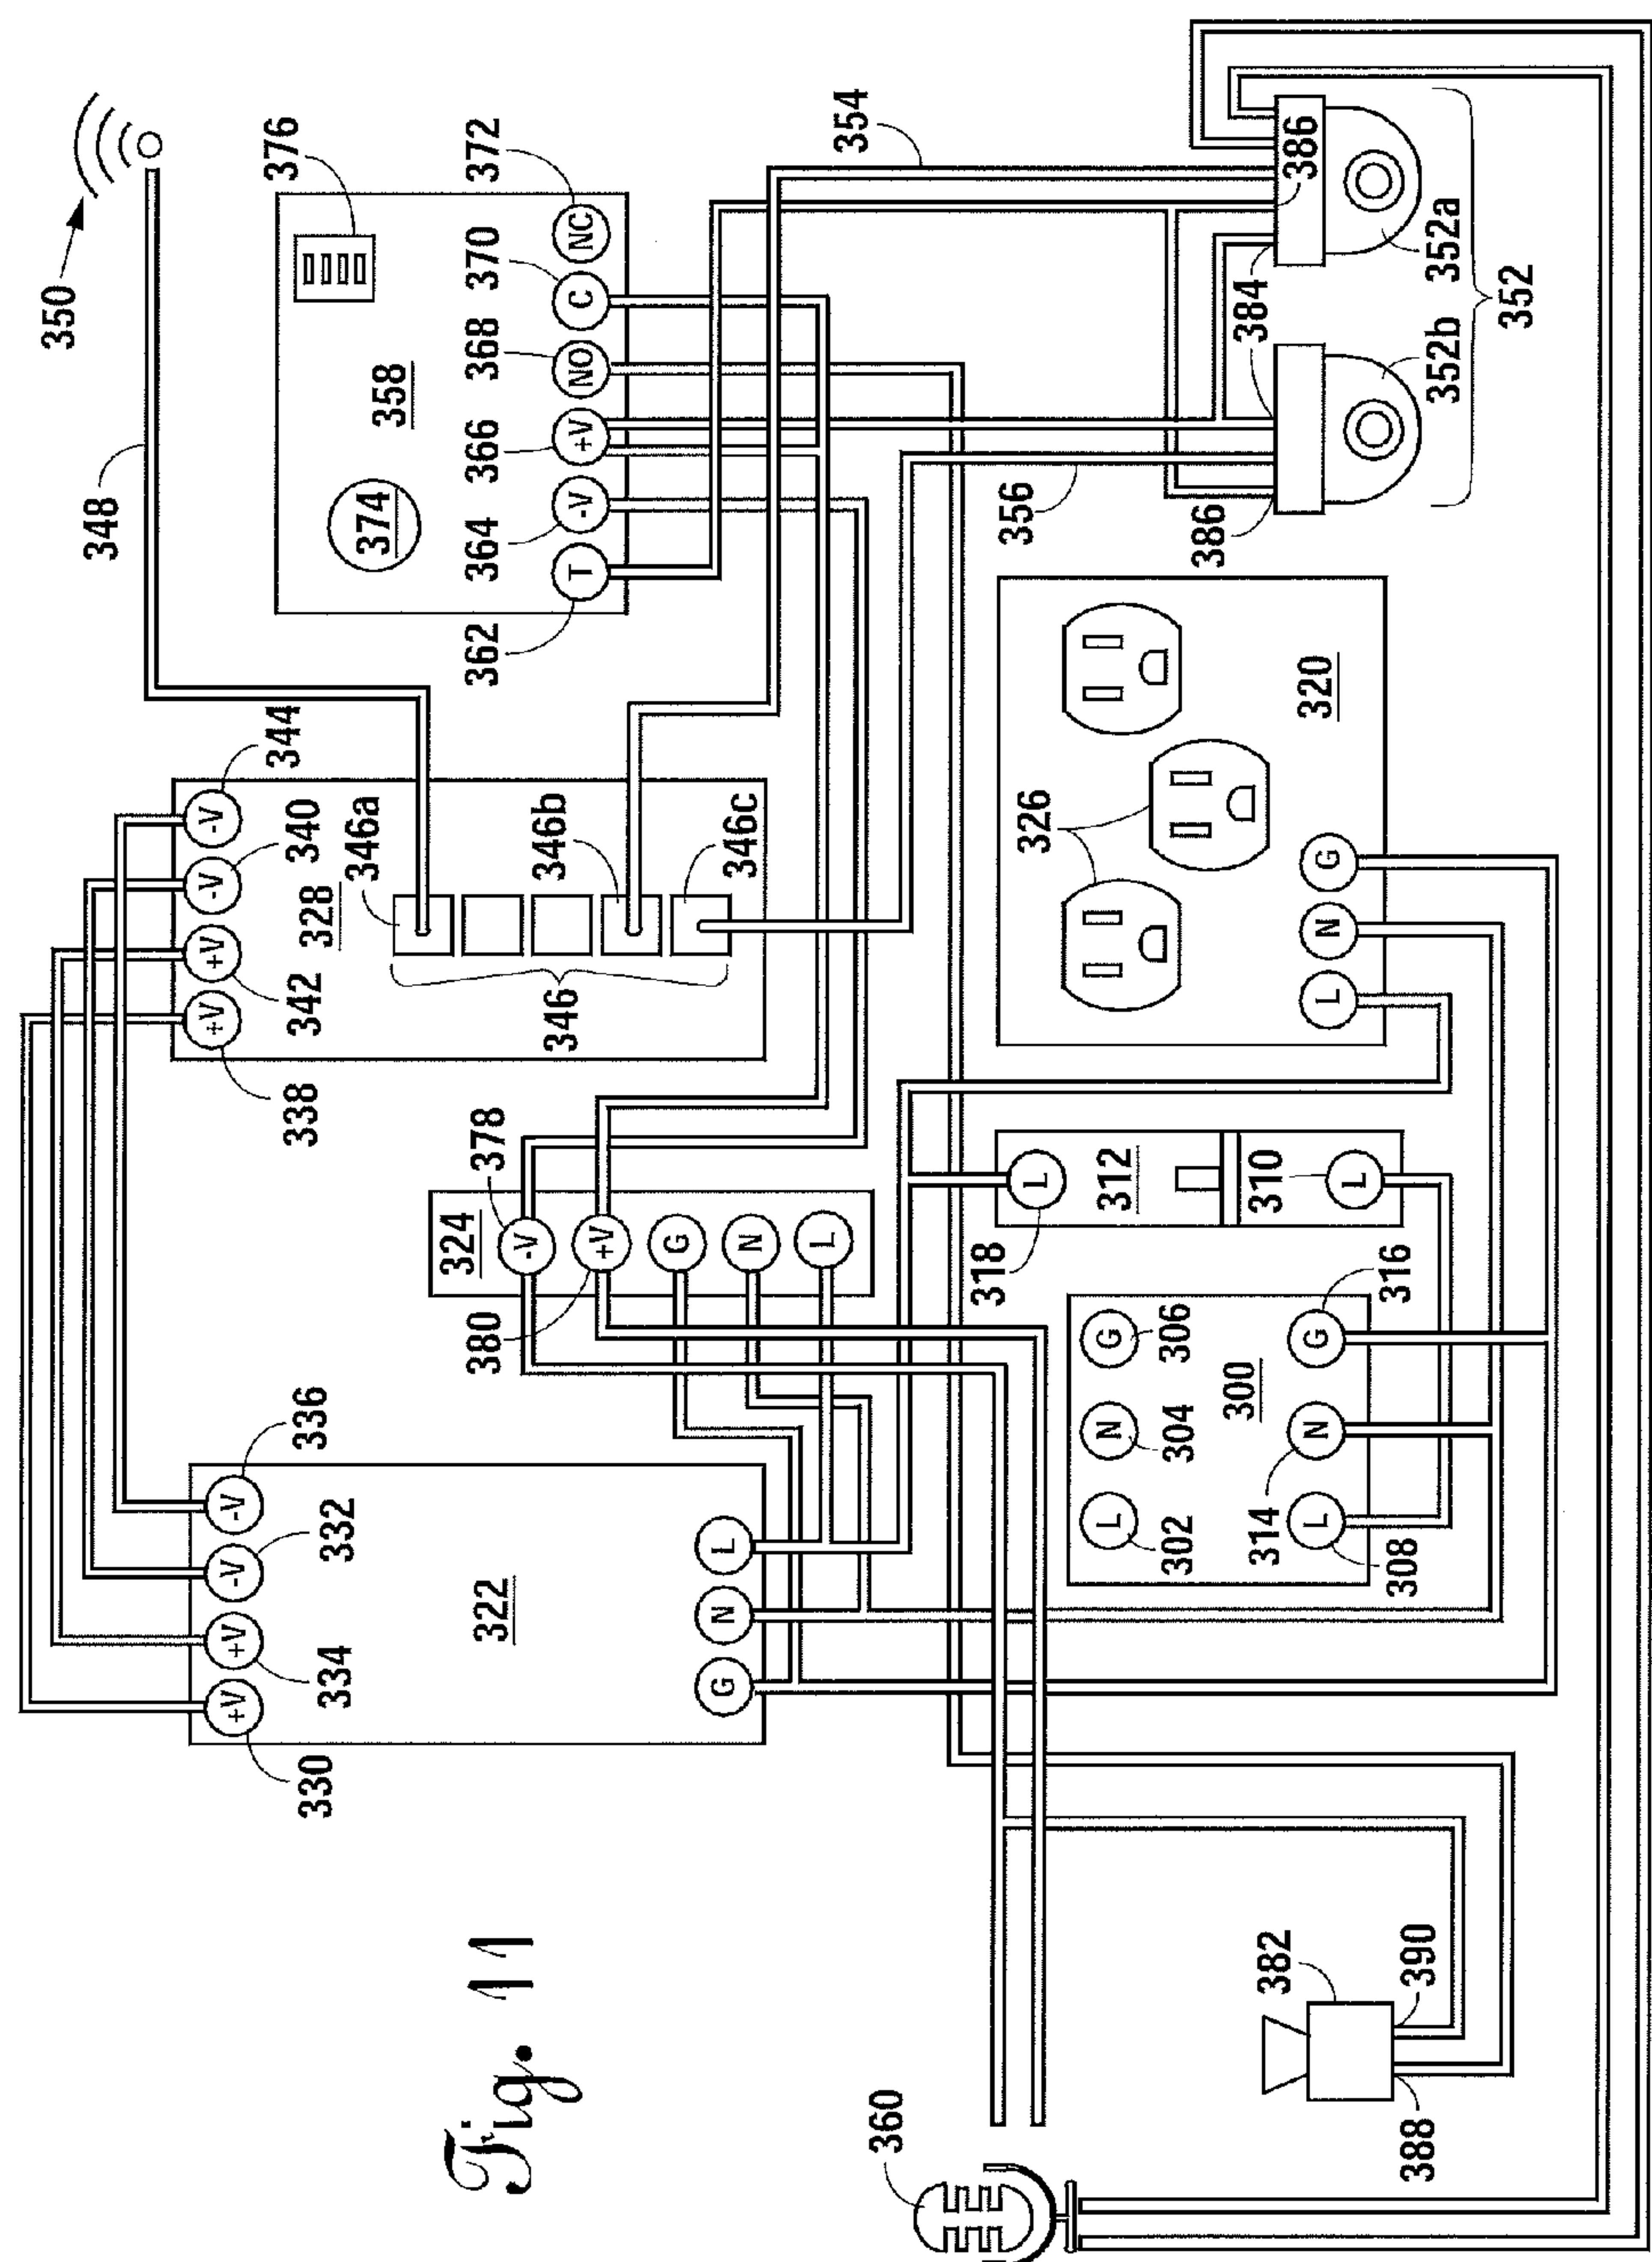 350
348
376
+V
+V
-V
-V
+V
+V
-V
-V
344
330
334
332
336
338
342
340
328
346a
374
358
324
Fig. 11
322
380
378
362
364
366
368
370
372
-V
346
346b
T
-V
+V
NO
C
NC
+V
G
N
L
G
N
L
346c
354
360
318
L
326
356
L
N
G
312
302
304
306
386
300
384
314
310
382
386
L
N
G
L
320
L
N
G
388
390
308
316
352b
352a
352